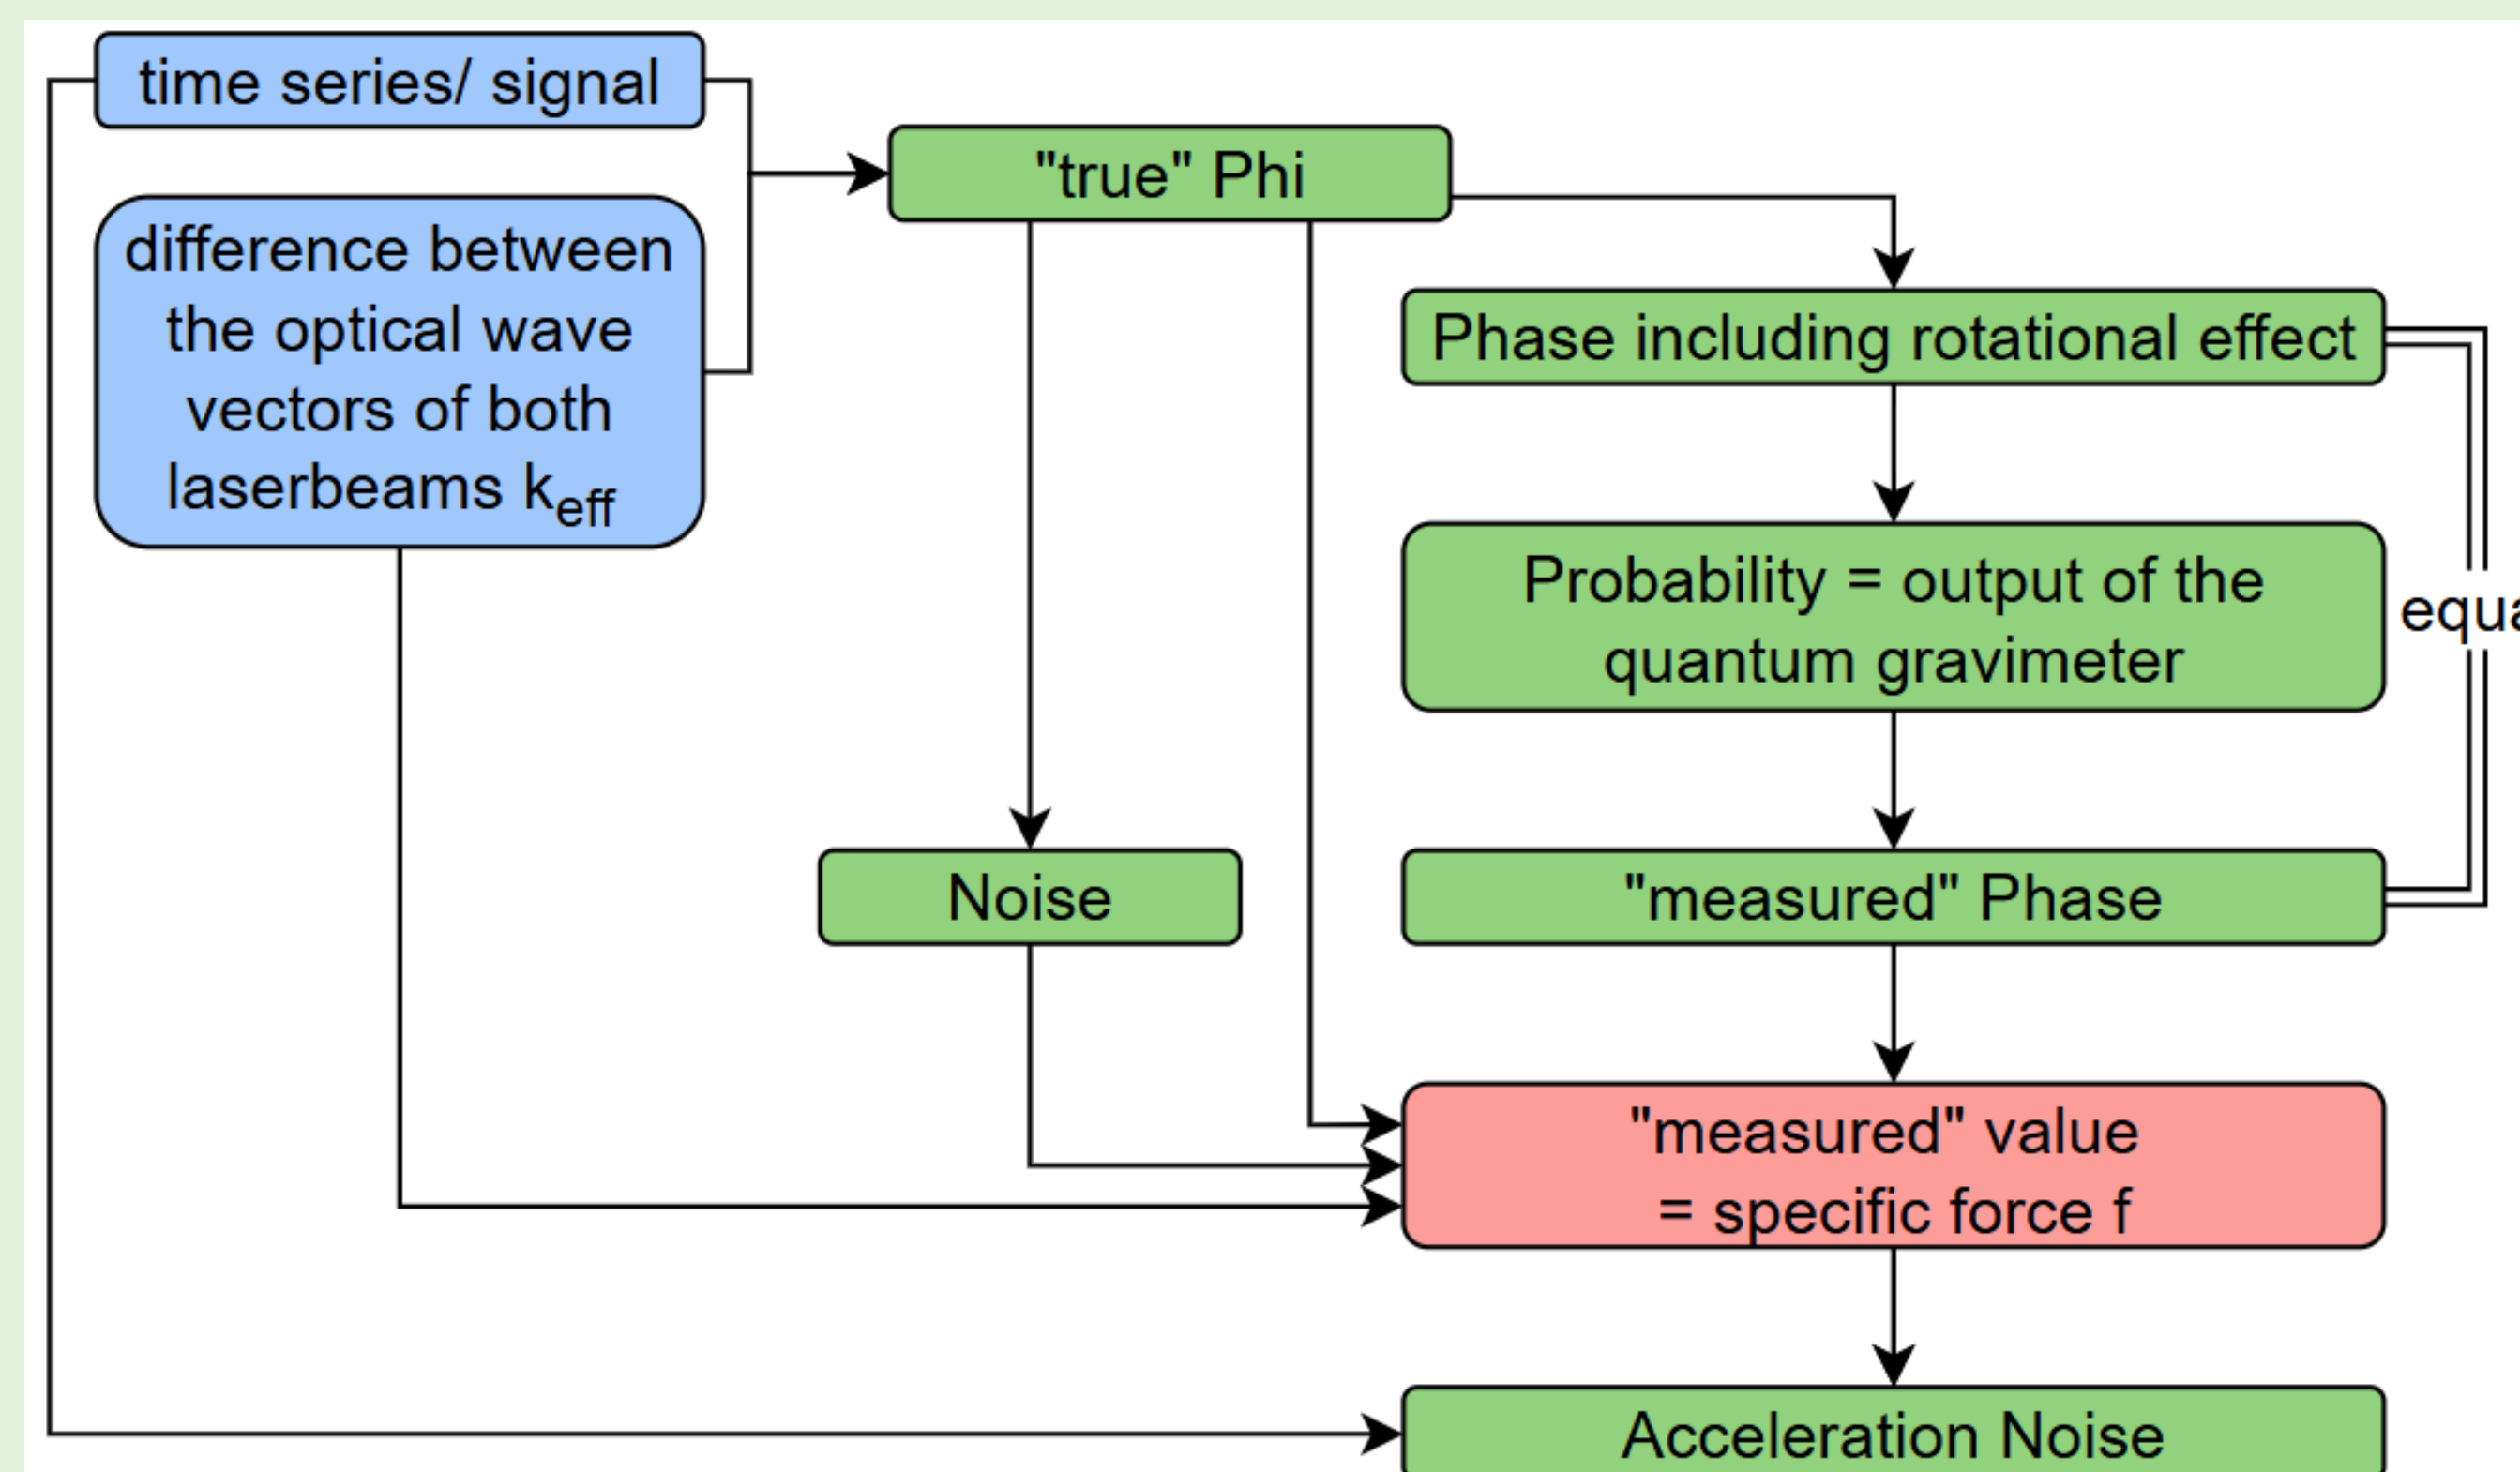 time series/ signal
"true" Phi
difference between
the optical wave
vectors of both
laserbeams keff
Phase including rotational effect
Probability = output of the
quantum gravimeter
Noise
"measured" Phase
"measured" value
= specific force f
Acceleration Noise